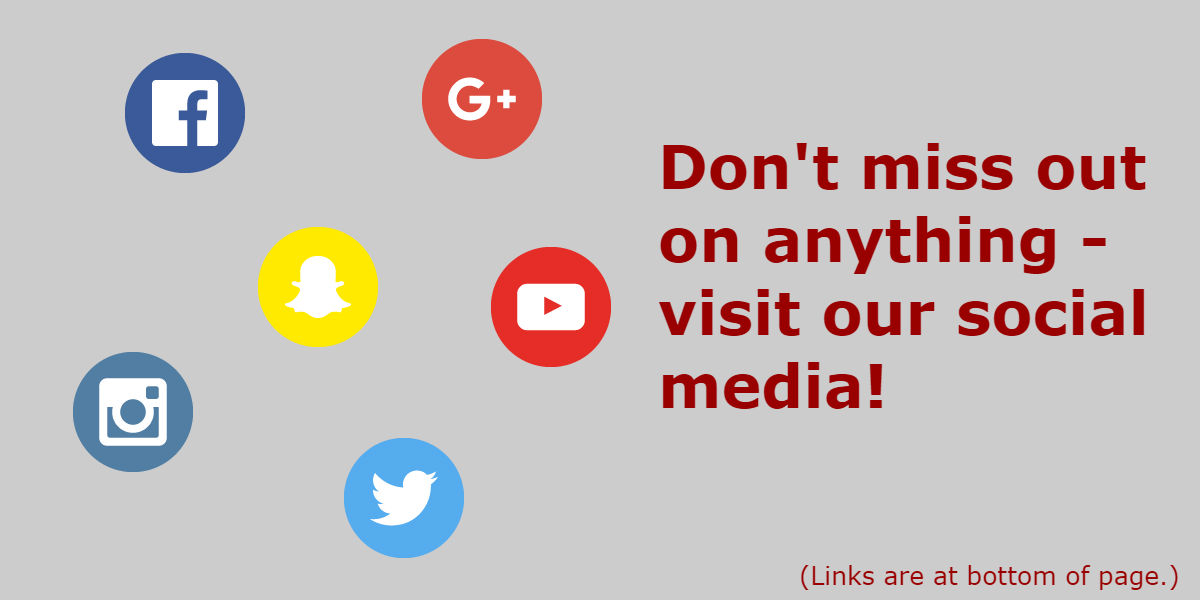 G+
Don't miss out
on anything -
visit our social
media!
(Links are at bottom of page.)